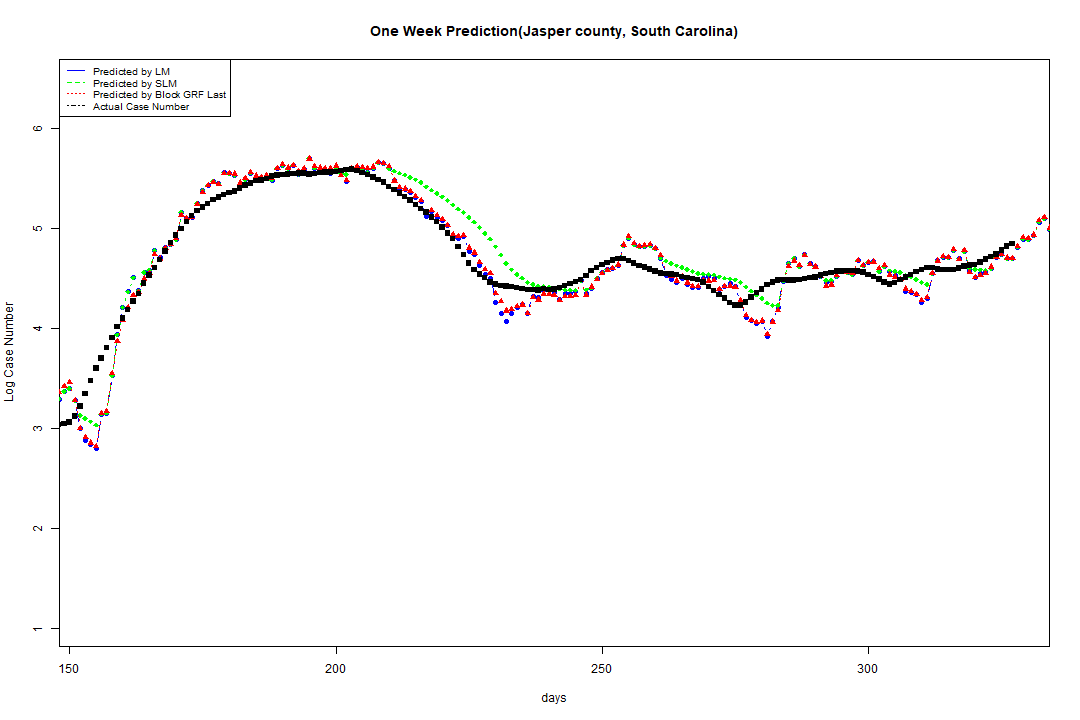 One Week Prediction(Jasper county, South Carolina)
Predicted by LM
Predicted by SLM
Predicted by Block GRF Last
Actual Case Number
6
5
4
3
2
1
Log Case Number
150 200 250 300
days